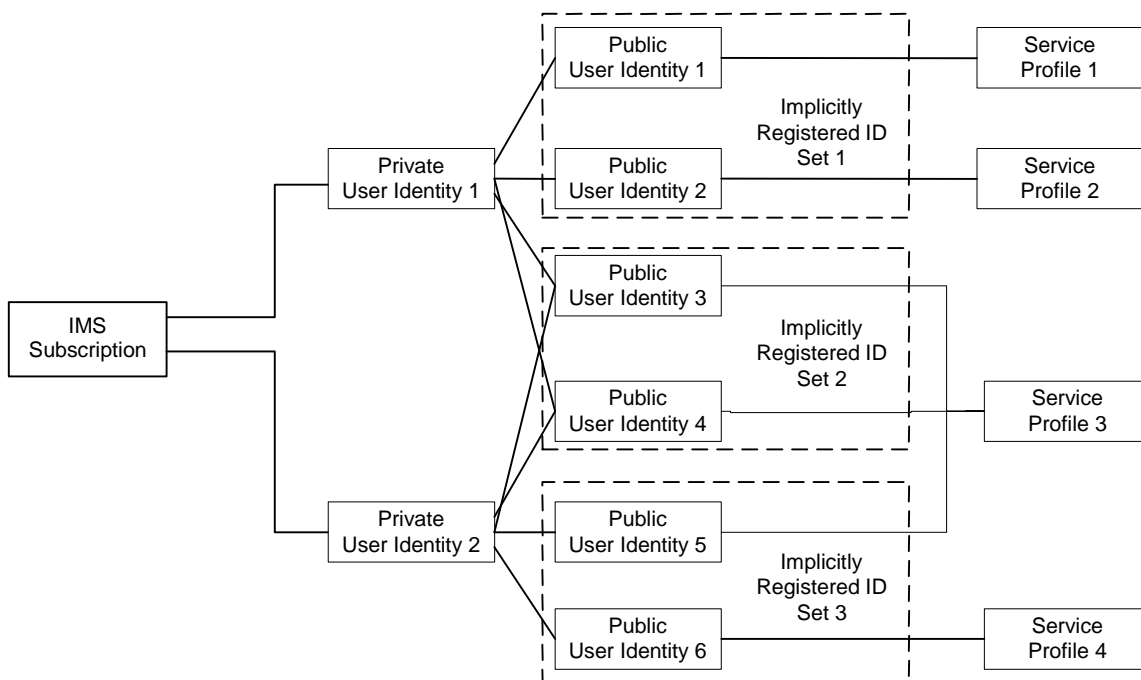 Public
User Identity 1
Service
Profile 1
Implicitly
Registered ID
Set 1
Private
User Identity 1
Public
User Identity 2
Service
Profile 2
Public
User Identity 3
IMS
Subscription
Implicitly
Registered ID
Set 2
Public
User Identity 4
Service
Profile 3
Private
User Identity 2
Public
User Identity 5
Implicitly
Registered ID
Set 3
Public
User Identity 6
Service
Profile 4